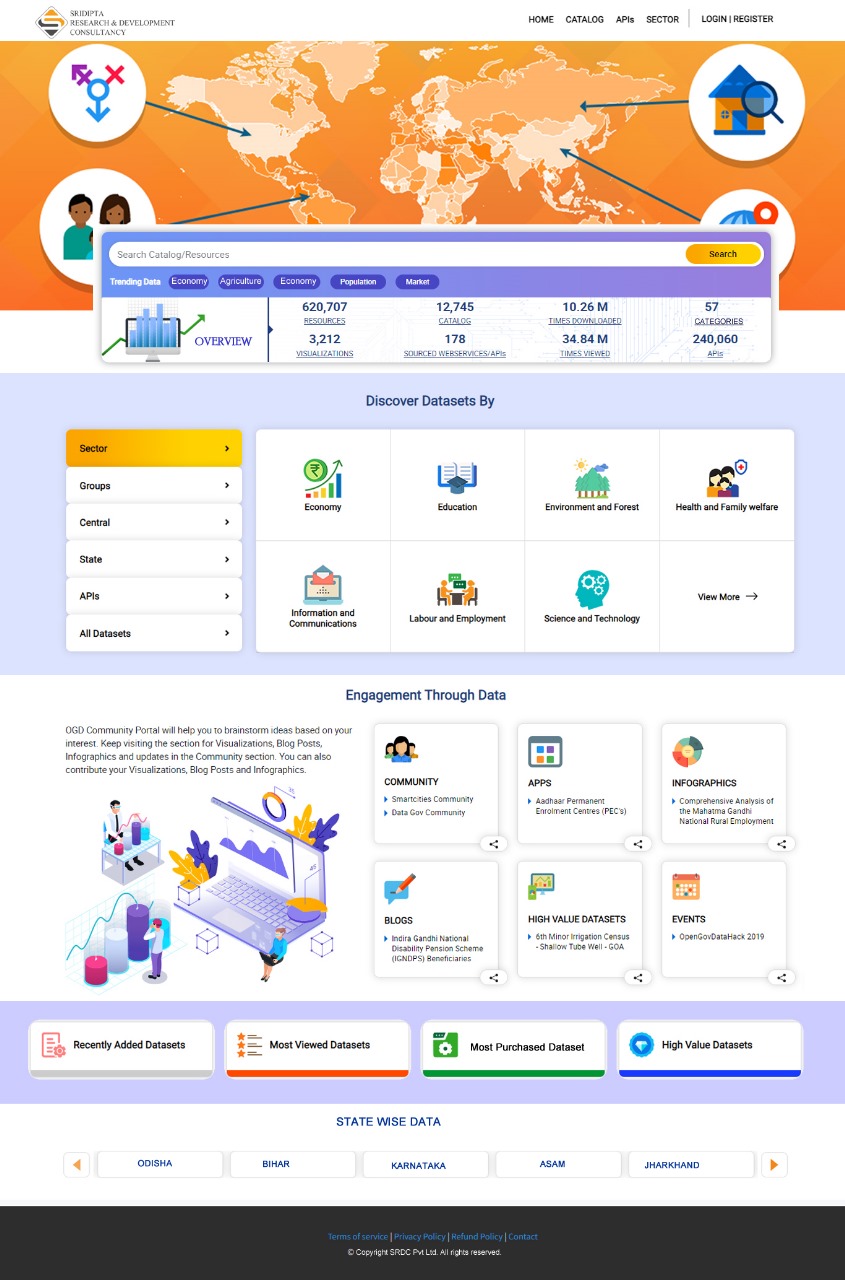 SRIDIPTA
RESEARCH & DEVELOPMENT
CONSULTANCY
HOME CATALOG APIs SECTOR LOGIN | REGISTER
Search Catalog/Resources Search
Trending Data Economy Agriculture Economy Population Market
OVERVIEW
620,707 12,745 10.26 M 57
RESOURCES CATALOG TIMES DOWNLOADED CATEGORIES
3,212 178 34.84 M 240,060
VISUALIZATIONS SOURCED WEBSERVICES/APIs TIMES VIEWED APIs
Discover Datasets By
Sector
Groups
Central
State
APIs
All Datasets
Economy Education Environment and Forest Health and Family welfare
Information and
Communications
Labour and Employment Science and Technology View More
Engagement Through Data
OGD Community Portal will help you to brainstorm ideas based on your
interest. Keep visiting the section for Visualizations, Blog Posts,
Infographics and updates in the Community section. You can also
contribute your Visualizations, Blog Posts and Infographics.
45
COMMUNITY
Smartcities Community
Data Gov Community
APPS
Aadhaar Permanent
Enrolment Centres (PEC's)
INFOGRAPHICS
Comprehensive Analysis of
the Mahatma Gandhi
National Rural Employment
BLOGS
Indira Gandhi National
Disability Pension Scheme
(IGNDPS) Beneficiaries
HIGH VALUE DATASETS
6th Minor Irrigation Census
- Shallow Tube Well - GOA
EVENTS
OpenGovDataHack 2019
Recently Added Datasets Most Viewed Datasets Most Purchased Dataset High Value Datasets
STATE WISE DATA
ODISHA BIHAR KARNATAKA ASAM JHARKHAND
Terms of service | Privacy Policy | Refund Policy | Contact
© Copyright SRDC Pvt Ltd. All rights reserved.